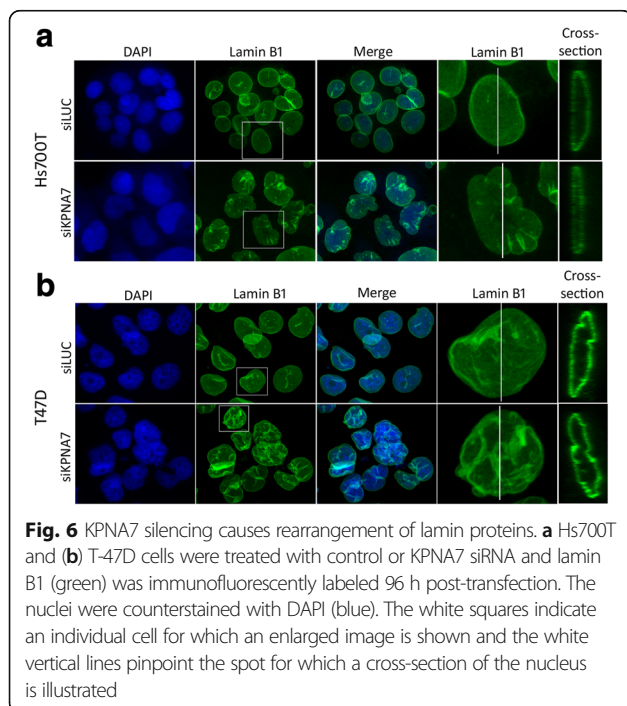 a
DAPI Lamin B1 Merge Lamin B1 Cross-
section
Hs700T
siLUC
siKPNA7
b
DAPI Lamin B1 Merge Lamin B1 Cross-
section
T47D
siLUC
siKPNA7
Fig. 6 KPNA7 silencing causes rearrangement of lamin proteins. a Hs700T
and (b) T-47D cells were treated with control or KPNA7 siRNA and lamin
B1 (green) was immunofluorescently labeled 96 h post-transfection. The
nuclei were counterstained with DAPI (blue). The white squares indicate
an individual cell for which an enlarged image is shown and the white
vertical lines pinpoint the spot for which a cross-section of the nucleus
is illustrated